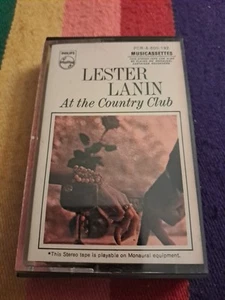 PHILIPS
MUSICASSETTES
LESTER
LANIN
At the Country Club
*This Stereo tape is playable on Monaural equipment.